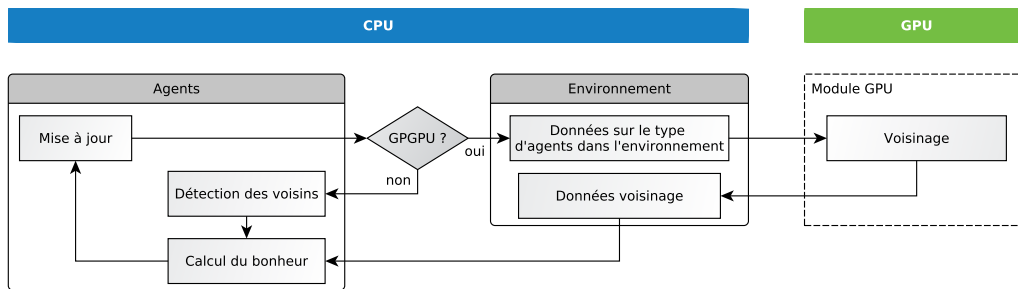 CPU
GPU
Agents
Environnement
Module GPU
Mise à jour
GPGPU ?
oui
Données sur le type
d'agents dans l'environnement
Voisinage
non
Détection des voisins
Données voisinage
Calcul du bonheur